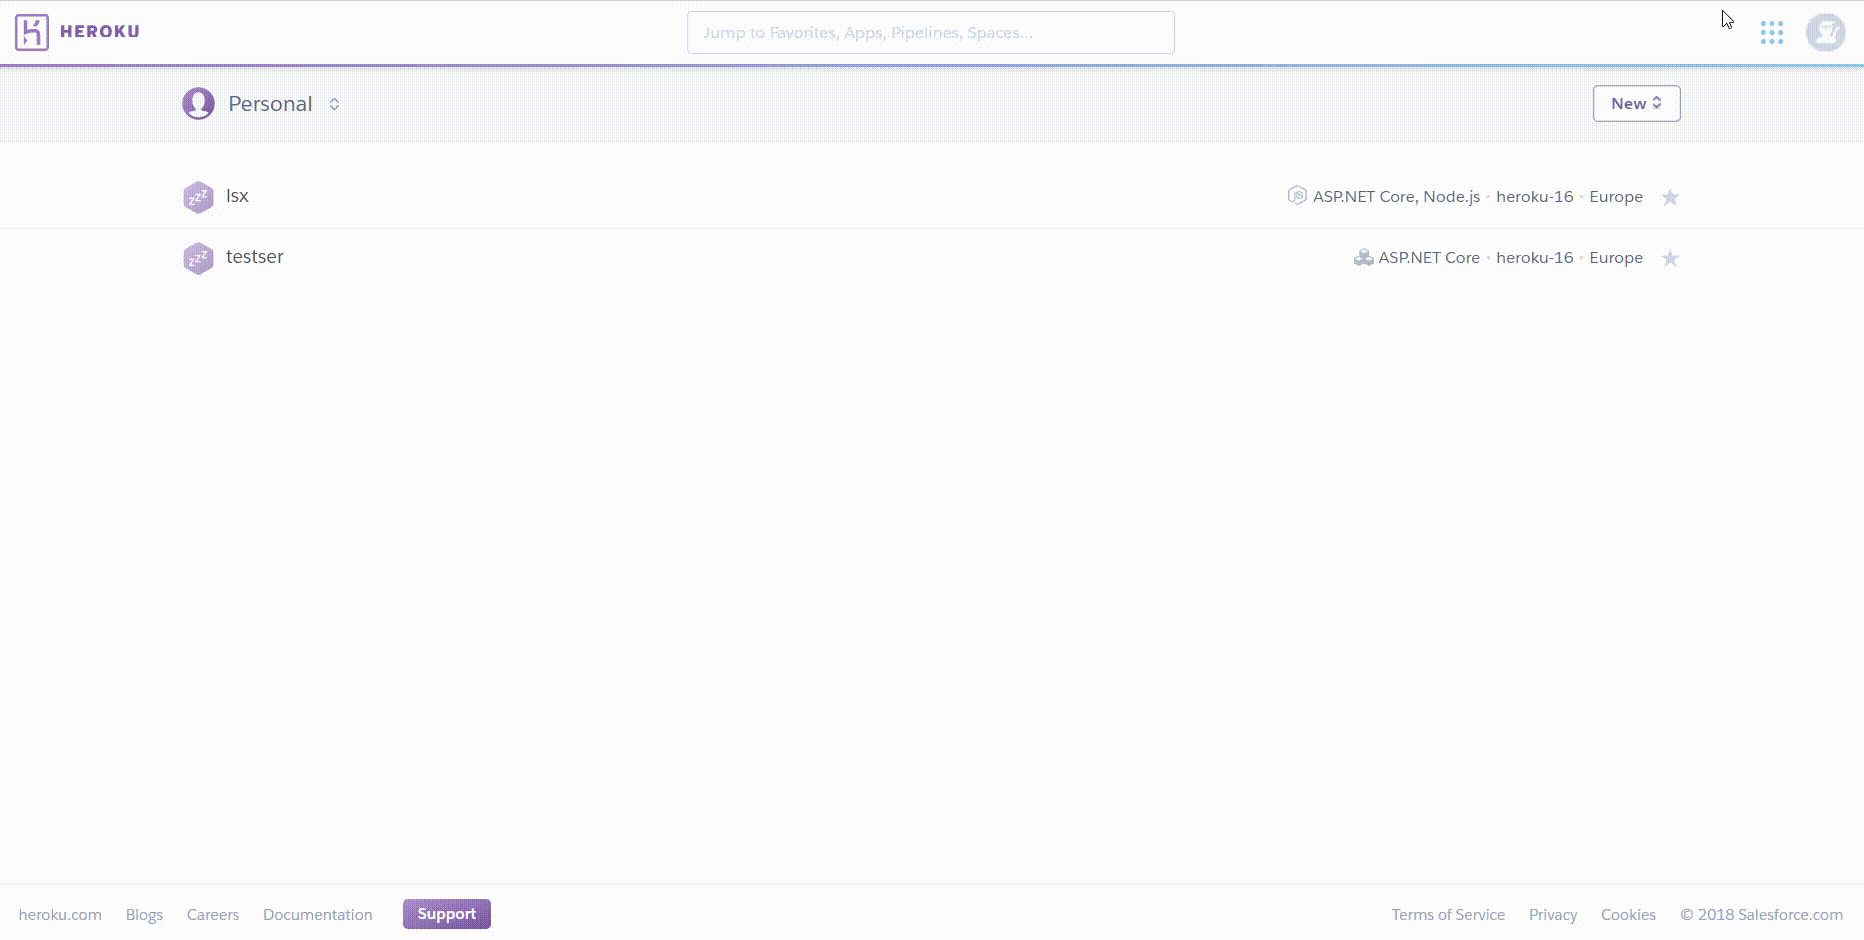 HEROKU
Jump to Favorites, Apps, Pipelines, Spaces...
Personal
New
zzz lsx ASP.NET Core, Node.js · heroku-16 · Europe
zzz testser ASP.NET Core · heroku-16 · Europe
heroku.com Blogs Careers Documentation Support Terms of Service Privacy Cookies © 2018 Salesforce.com